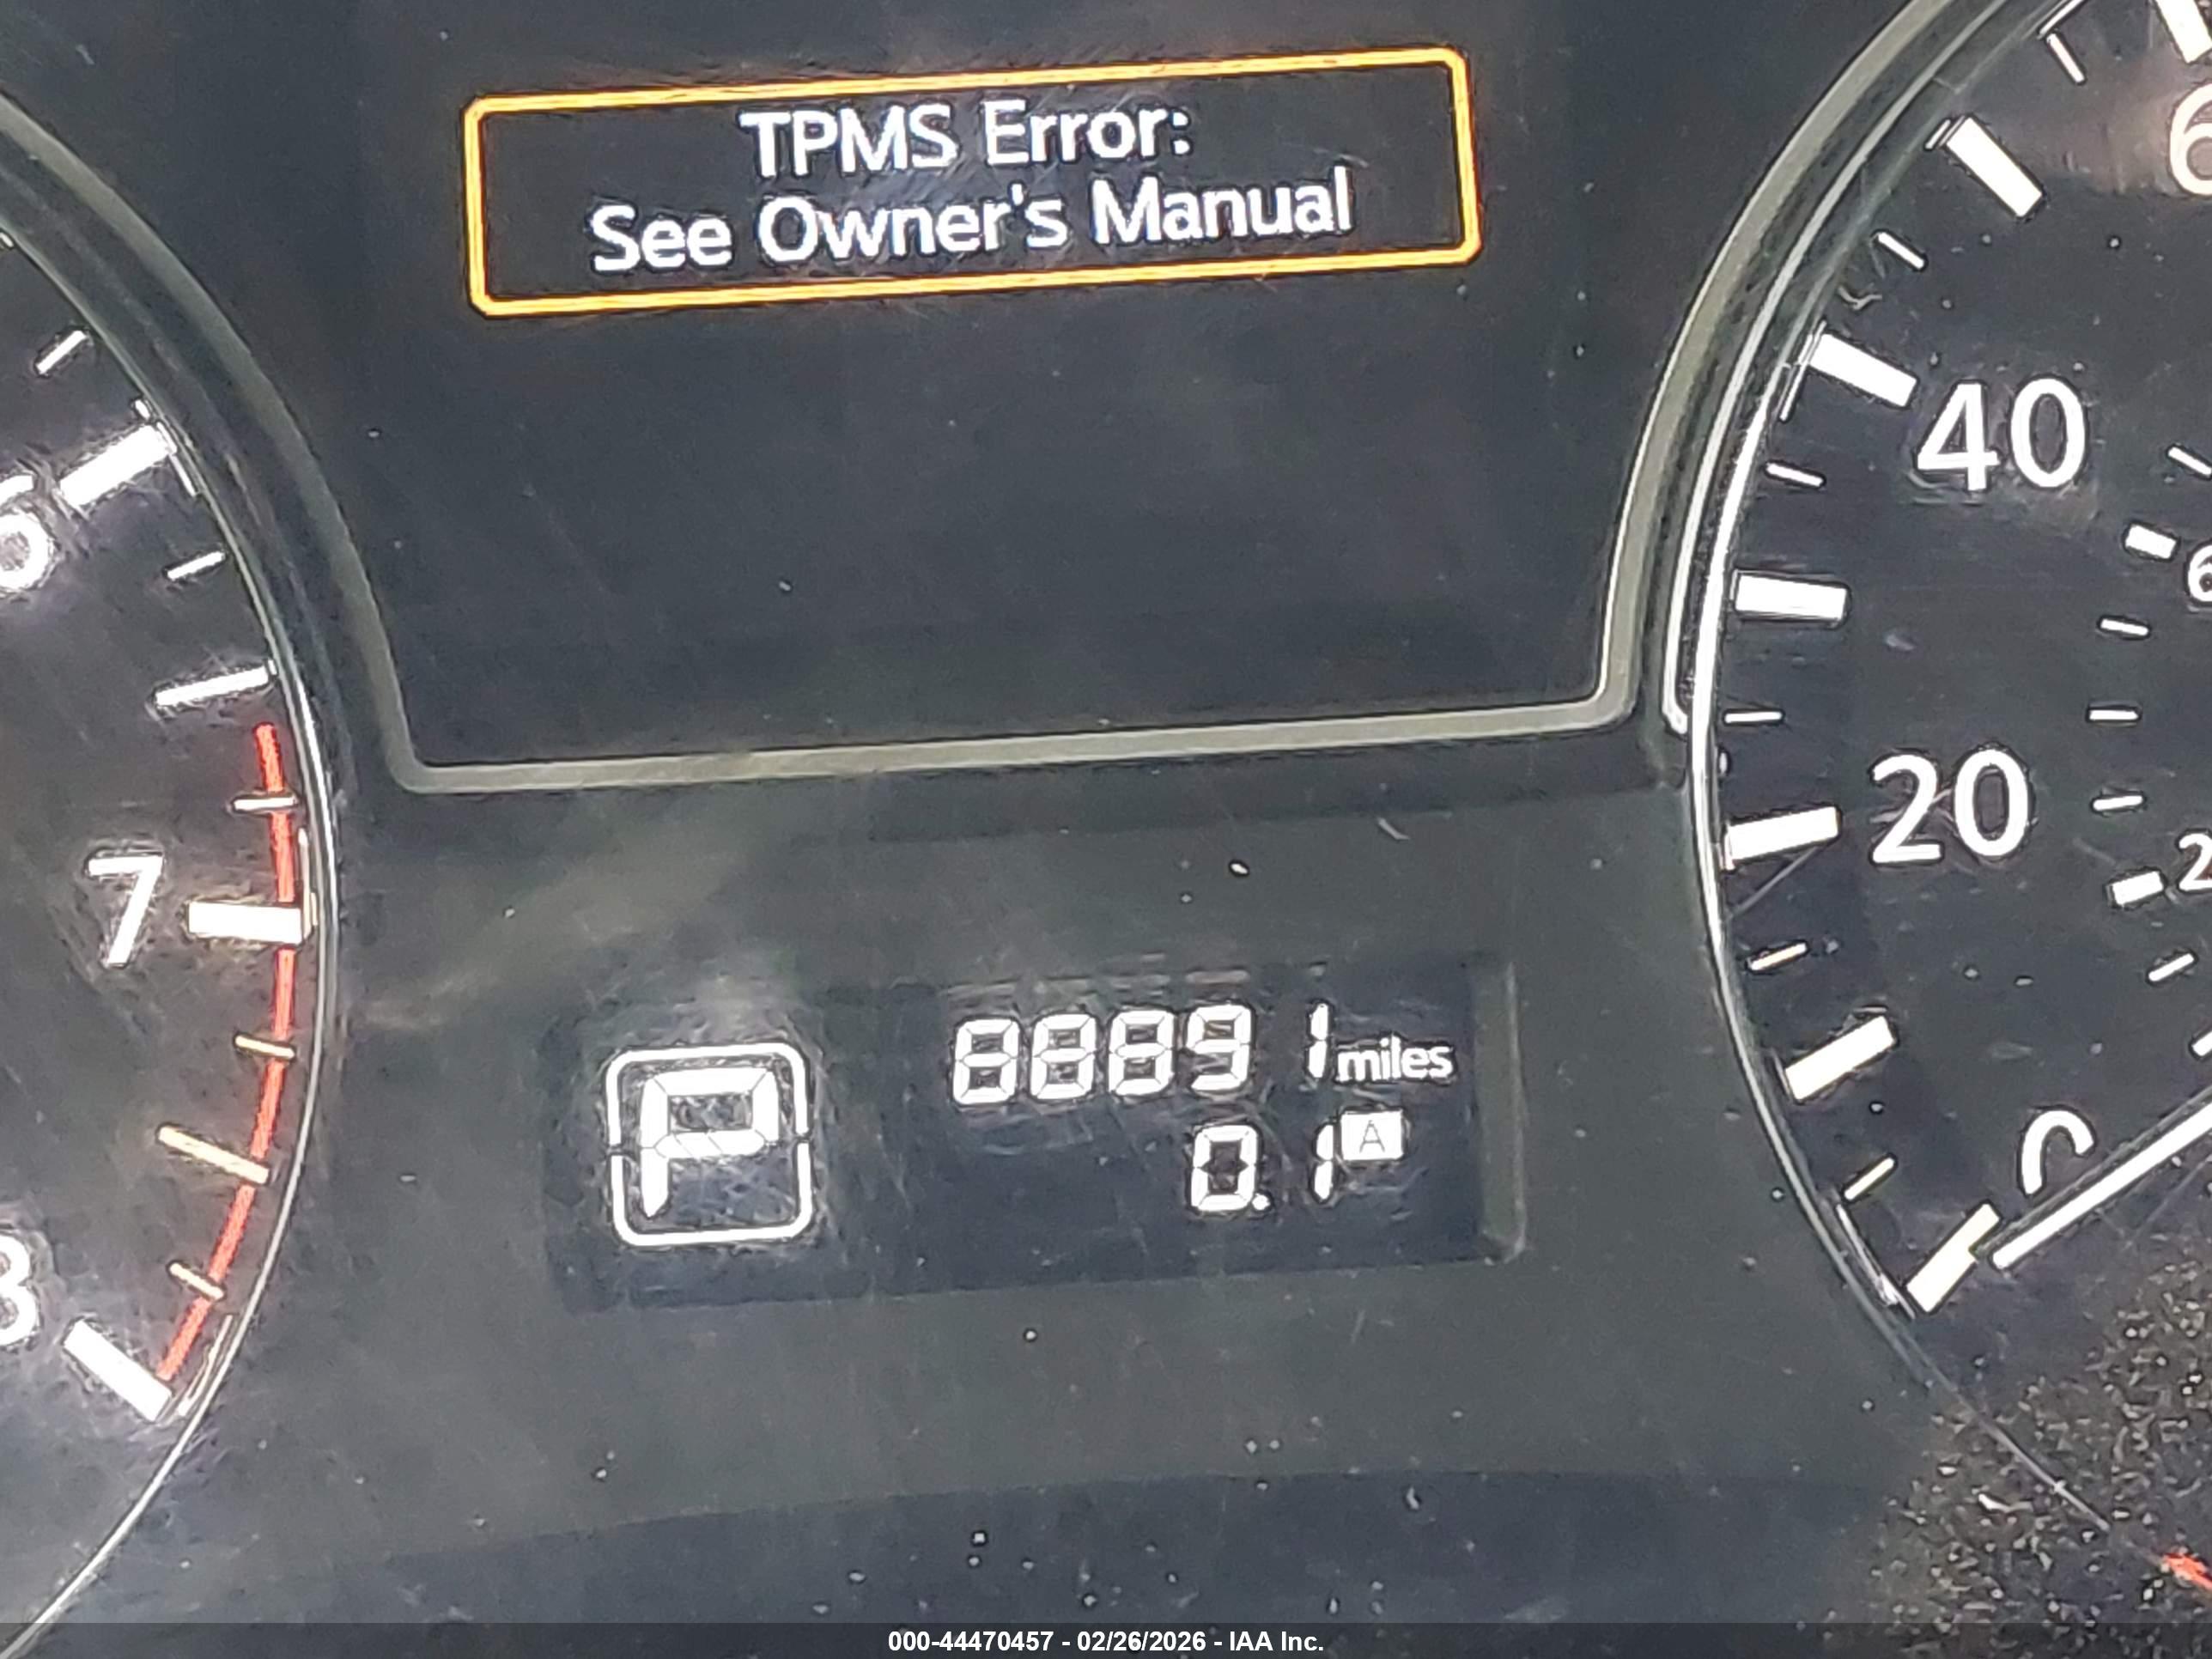 TPMS Error:
See Owner's Manual
40
20
0
7
P
88891 miles
0.1 A
000-44470457 - 02/26/2026 - IAA Inc.